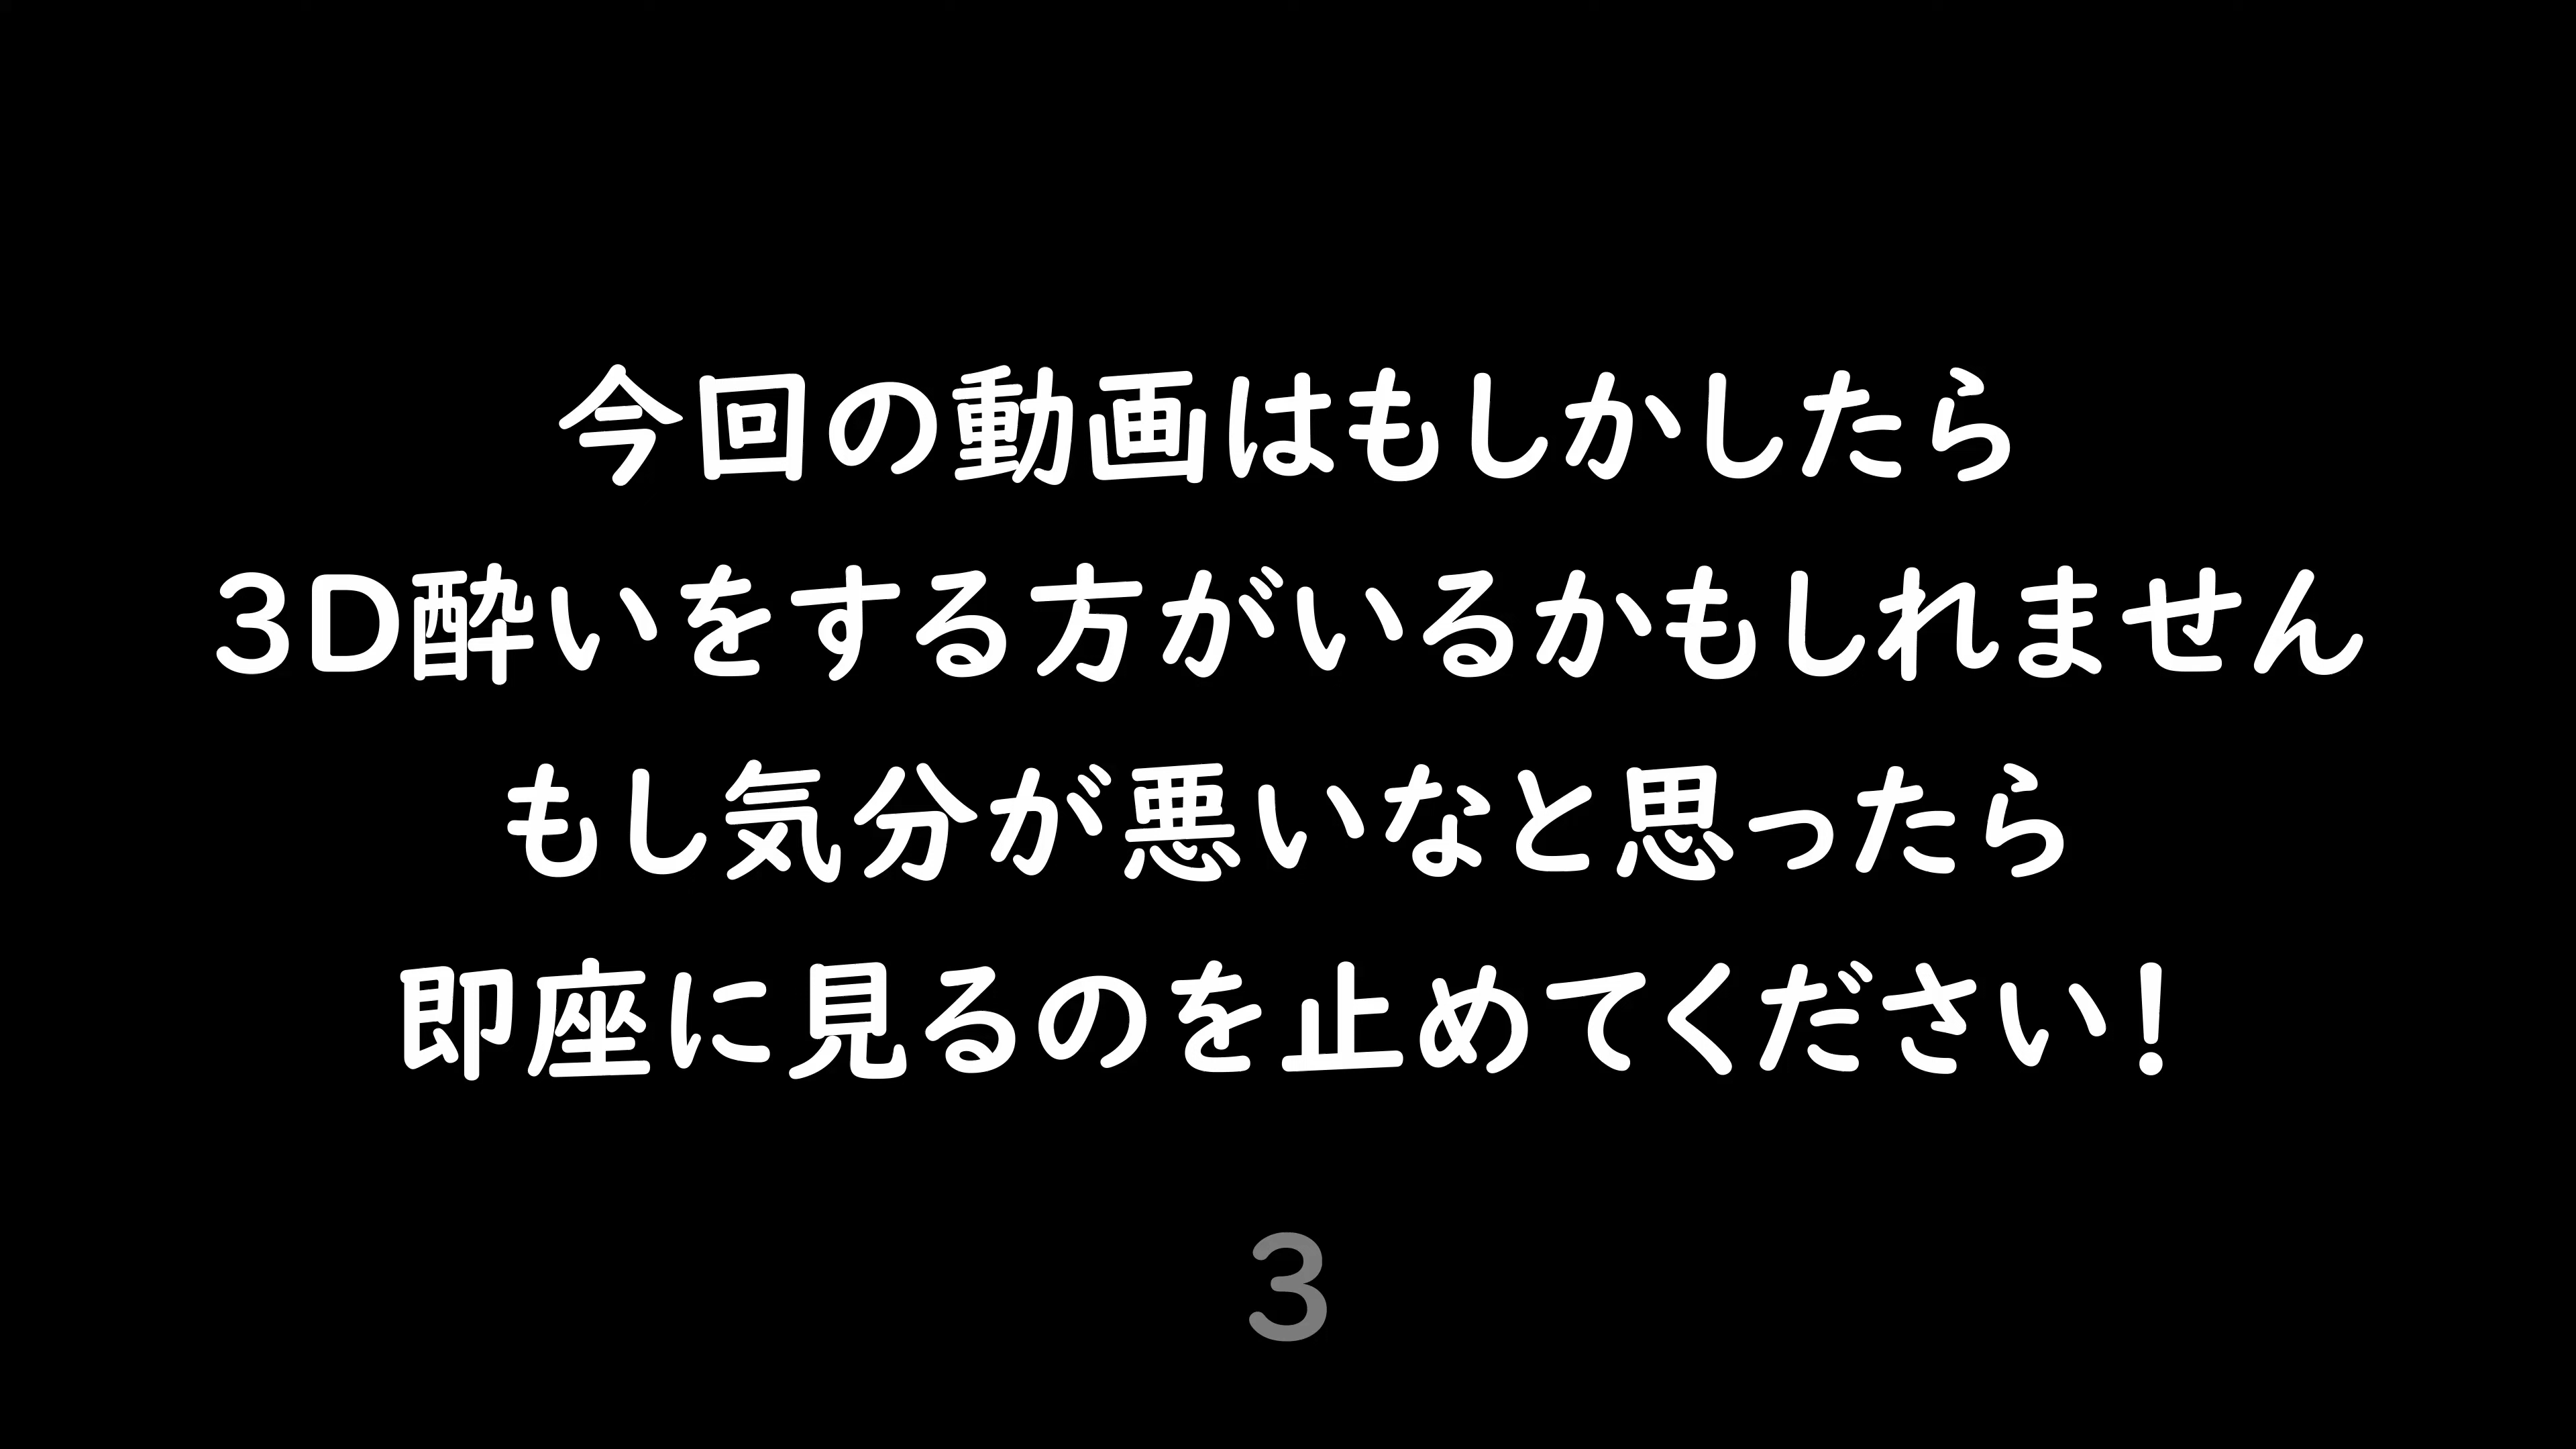 今回の動画はもしかしたら
3D酔いをする方がいるかもしれません
もし気分が悪いなと思ったら
即座に見るのを止めてください！
3